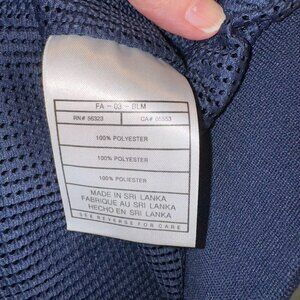 FA - 03 - BLM
RN# 56323 CA# 05553
100% POLYESTER
100% POLYESTER
100% POLYESTER
MADE IN SRI LANKA
FABRIQUE AU SRI LANKA
HECHO EN SRI LANKA
SEE REVERSE FOR CARE